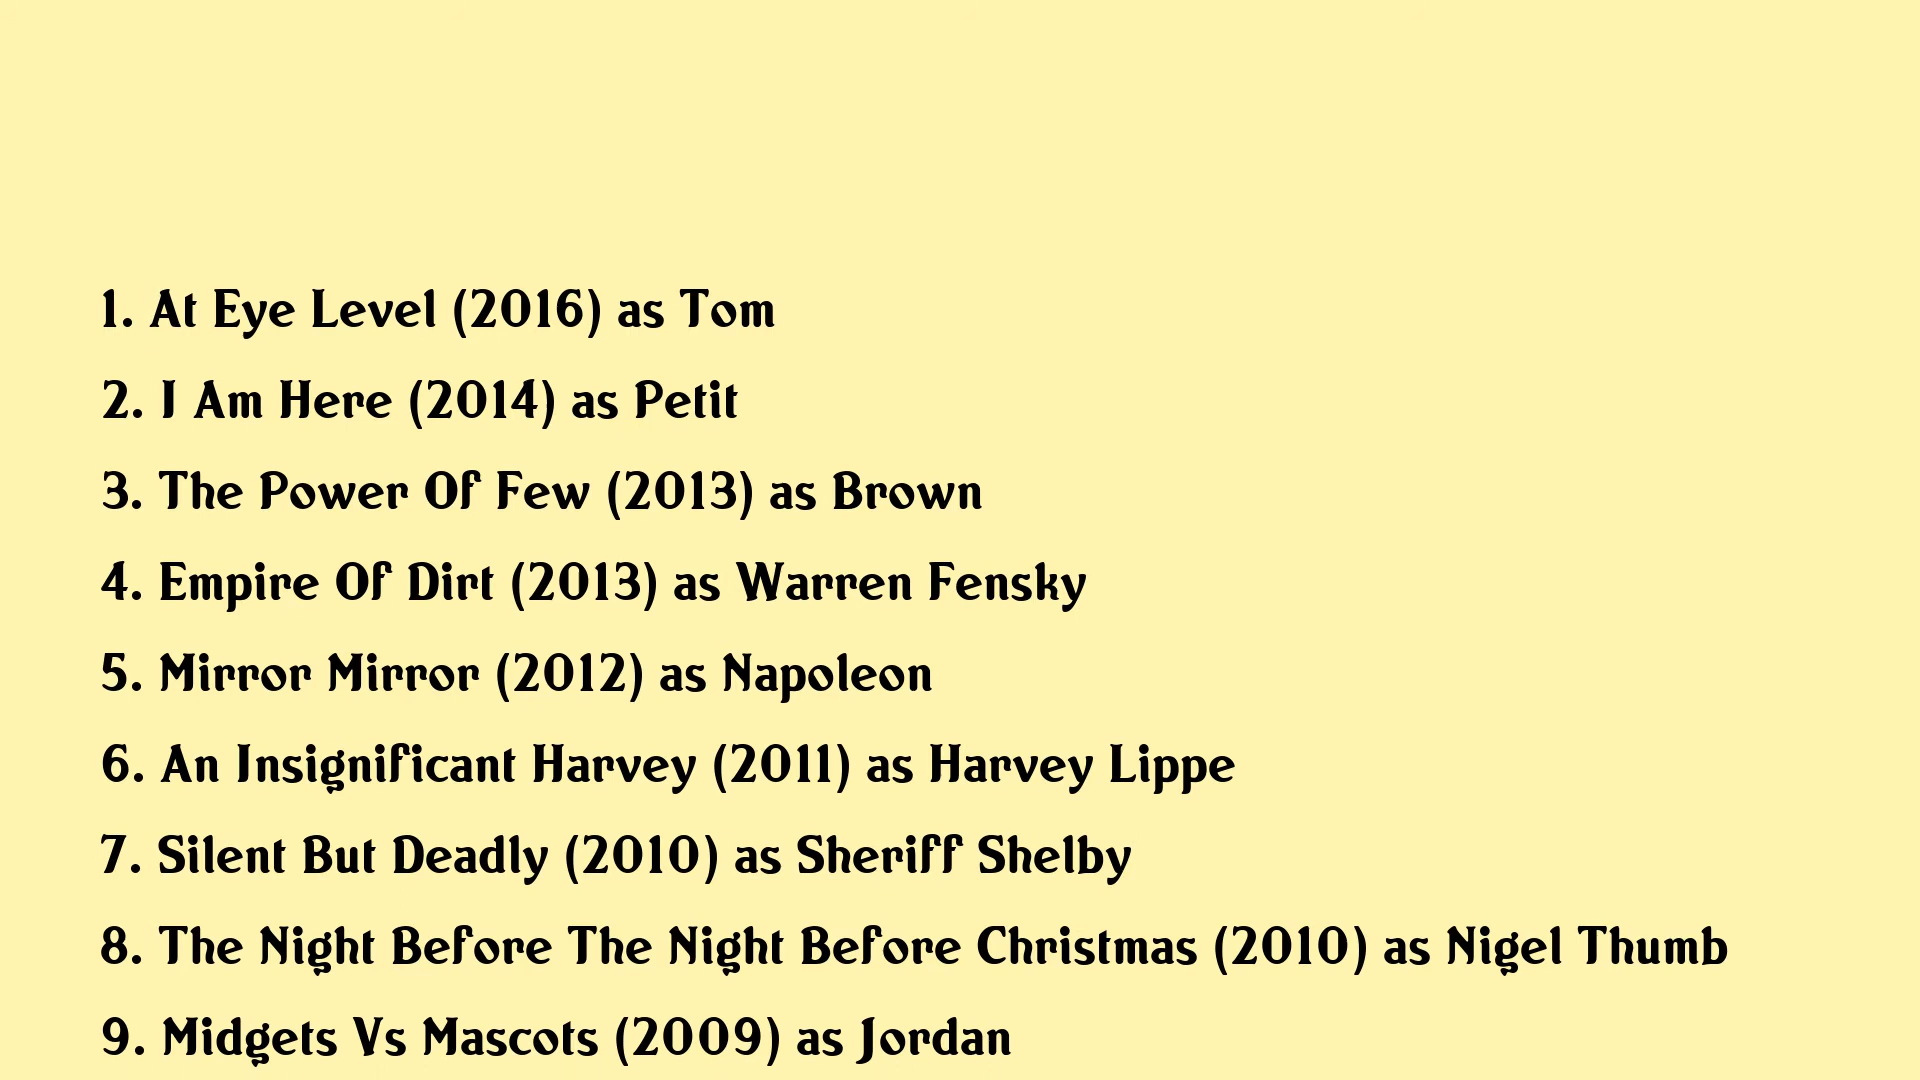 1. At Eye Level (2016) as Tom
2. I Am Here (2014) as Petit
3. The Power Of Few (2013) as Brown
4. Empire Of Dirt (2013) as Warren Fensky
5. Mirror Mirror (2012) as Napoleon
6. An Insignificant Harvey (2011) as Harvey Lippe
7. Silent But Deadly (2010) as Sheriff Shelby
8. The Night Before The Night Before Christmas (2010) as Nigel Thumb
9. Midgets Vs Mascots (2009) as Jordan